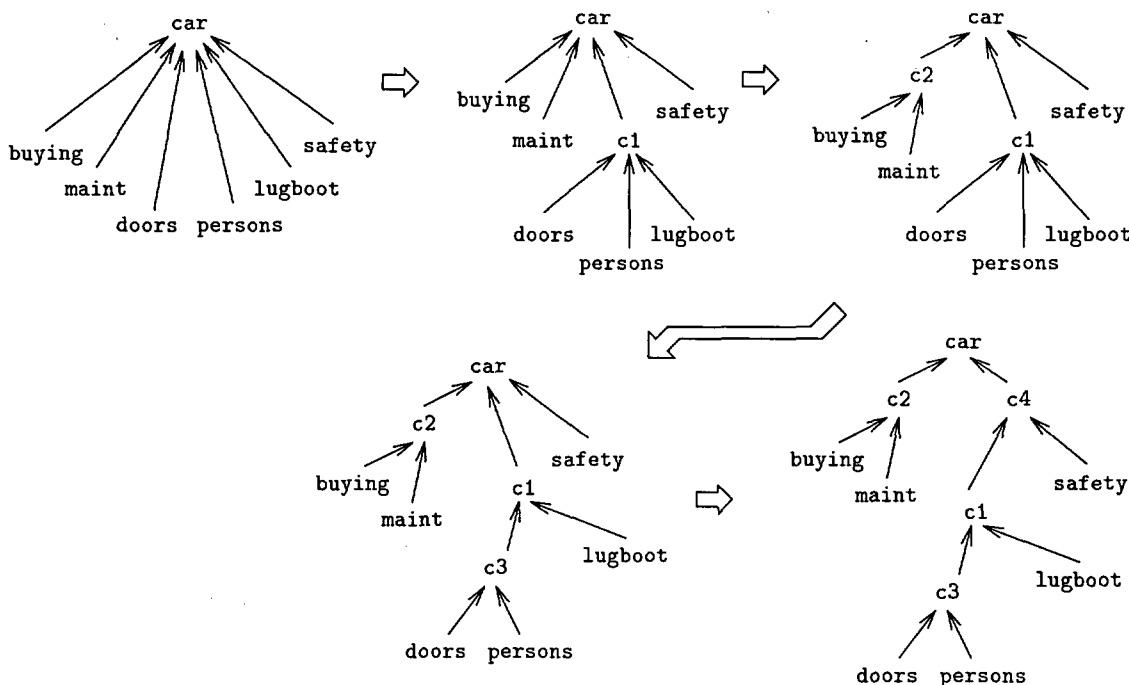 car
buying
maint
doors persons
lugboot
safety
car
buying
maint
c1
safety
doors
persons
lugboot
car
c2
buying
maint
c1
safety
doors
persons
lugboot
car
c2
buying
maint
c1
safety
c3
lugboot
doors persons
car
c2
c4
buying
maint
safety
c1
c3
lugboot
doors persons